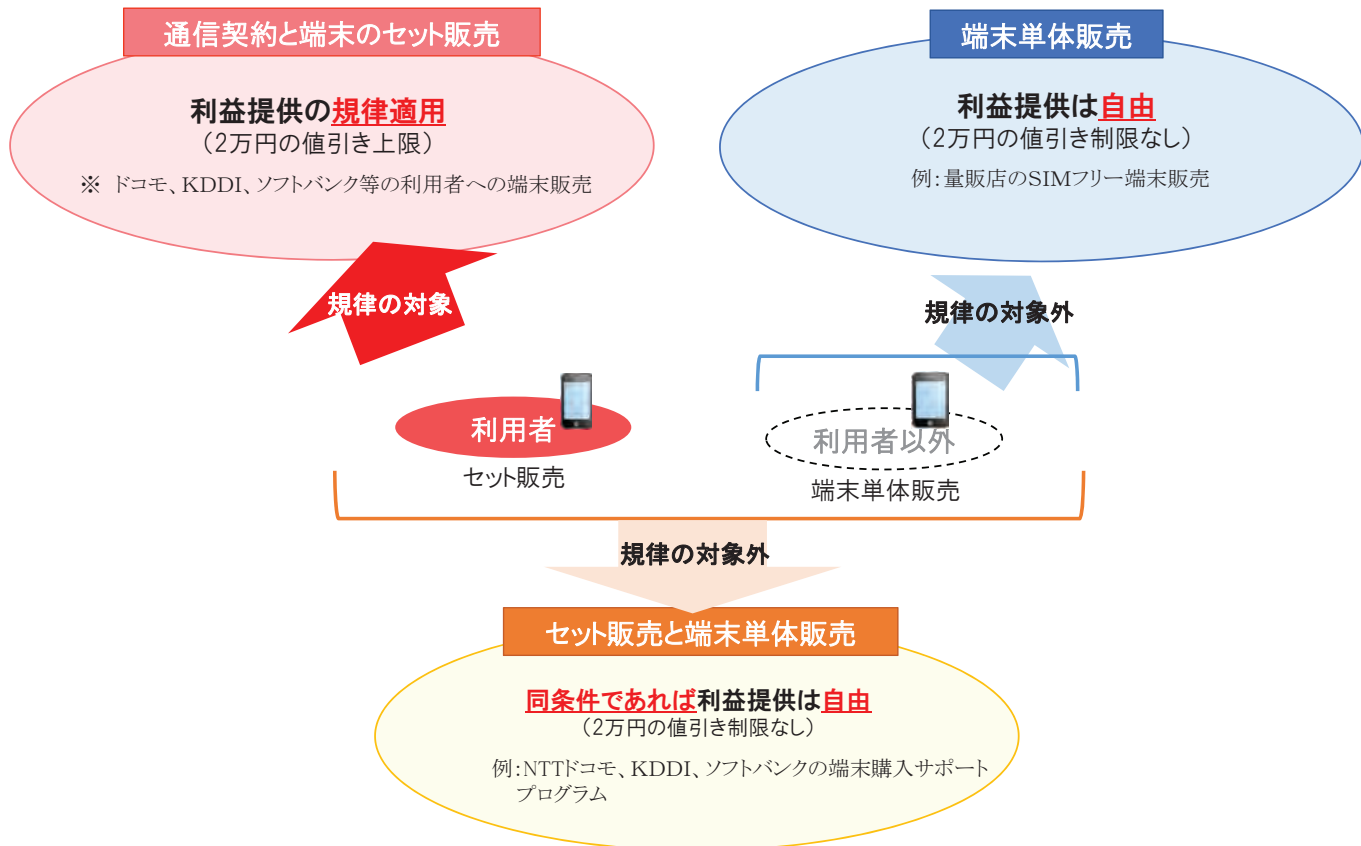 通信契約と端末のセット販売
利益提供の規律適用
（2万円の値引き上限）
※ ドコモ、KDDI、ソフトバンク等の利用者への端末販売
端末単体販売
利益提供は自由
（2万円の値引き制限なし）
例：量販店のSIMフリー端末販売
規律の対象
規律の対象外
利用者
セット販売
利用者以外
端末単体販売
規律の対象外
セット販売と端末単体販売
同条件であれば利益提供は自由
（2万円の値引き制限なし）
例：NTTドコモ、KDDI、ソフトバンクの端末購入サポート
プログラム